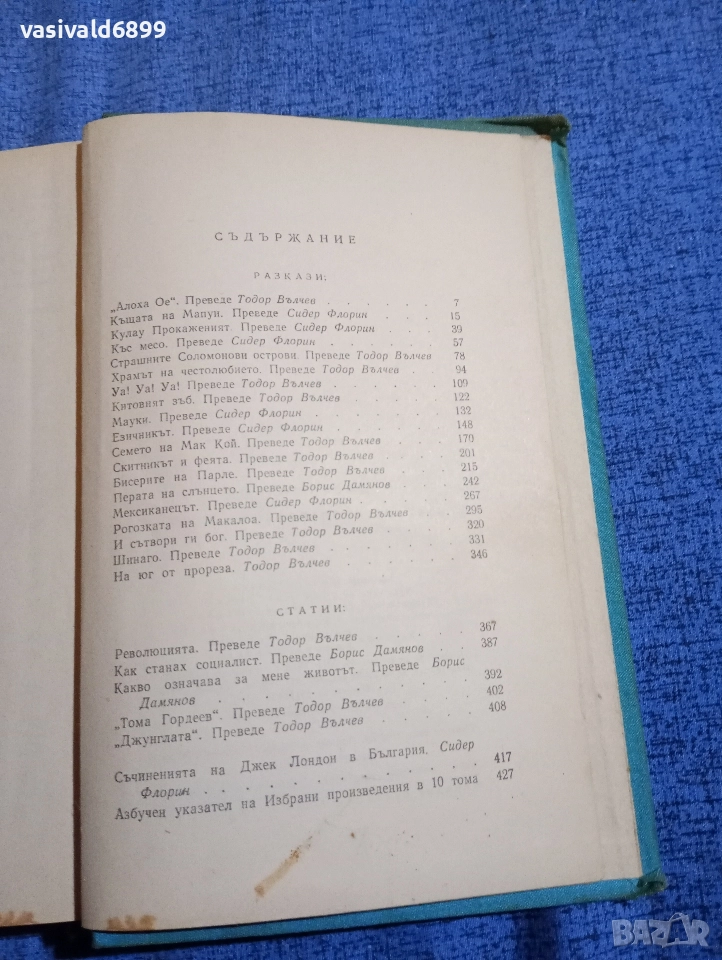 vasivald6899
СЪДЪРЖАНИЕ
РАЗКАЗИ:
„Алоха Ое“. Преведе Тодор Вълчев . . . . . . 7
Къщата на Мапуи. Преведе Сидер Флорин . . . . 15
Кулау Прокаженият. Преведе Сидер Флорин . . . . 39
Къс месо. Преведе Сидер Флорин . . . . . . 57
Страшните Соломонови острови. Преведе Тодор Вълчев 78
Храмът на честолюбието. Преведе Тодор Вълчев . . 94
Уа! Уа! Уа! Преведе Тодор Вълчев . . . . . . 109
Китовият зъб. Преведе Тодор Вълчев . . . . . 122
Мауки. Преведе Сидер Флорин . . . . . . . 132
Езичникът. Преведе Сидер Флорин . . . . . . 148
Семето на Мак Кой. Преведе Тодор Вълчев . . . 170
Скитникът и феята. Преведе Тодор Вълчев . . . . 201
Бисерите на Парле. Преведе Тодор Вълчев . . . . 215
Перата на слънцето. Преведе Борис Дамянов . . . 242
Мексиканецът. Преведе Сидер Флорин . . . . . 267
Рогозката на Макалоа. Преведе Тодор Вълчев . . . 295
И сътвори ги бог. Преведе Тодор Вълчев . . . . 320
Шинаго. Преведе Тодор Вълчев . . . . . . . 331
На юг от прореза. Тодор Вълчев . . . . . . 346
СТАТИИ:
Революцията. Преведе Тодор Вълчев . . . . . 367
Как станах социалист. Преведе Борис Дамянов . . 387
Какво означава за мене животът. Преведе Борис
Дамянов . . . . . . . . . . . . 392
„Тома Гордеев“. Преведе Тодор Вълчев . . . . 402
„Джунглата“. Преведе Тодор Вълчев . . . . . 408
Съчиненията на Джек Лондон в България. Сидер
Флорин . . . . . . . . . . . . 417
Азбучен указател на Избрани произведения в 10 тома 427
BAZAR